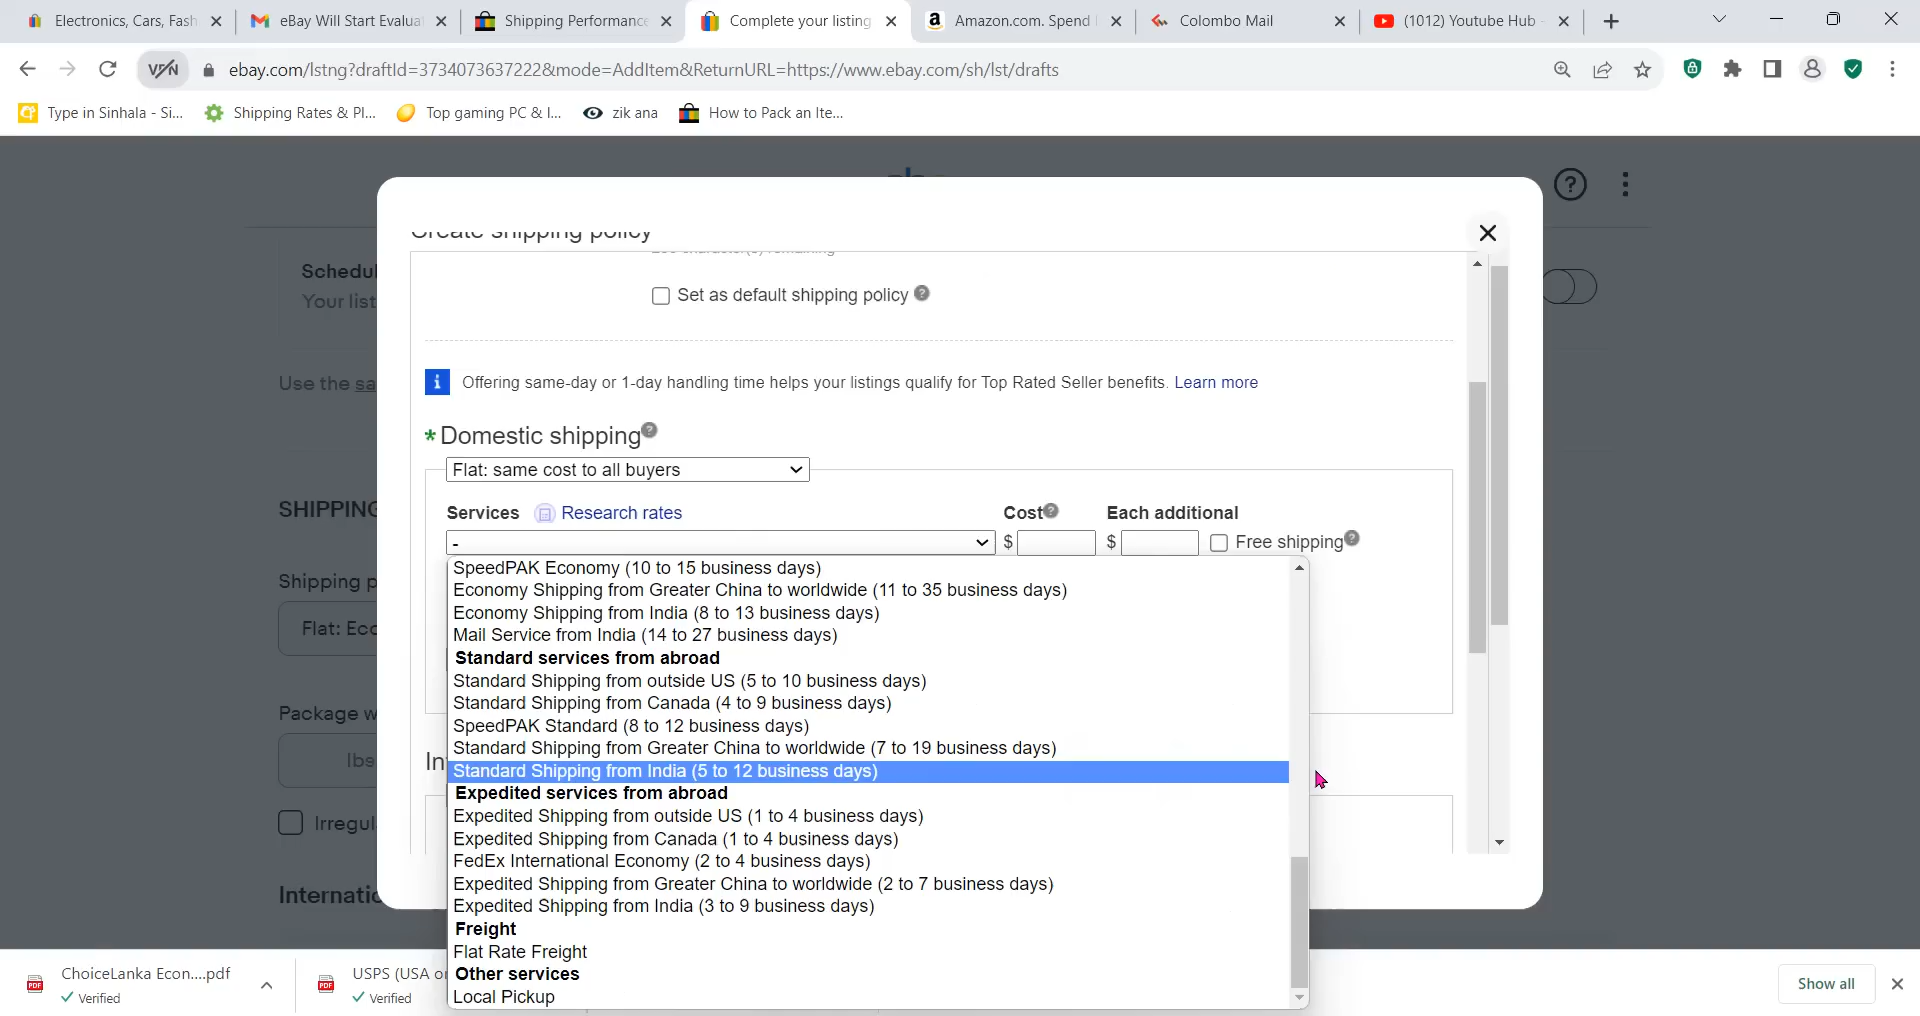 Electronics, Cars, Fash
eBay Will Start Evalua
Shipping Performance
Complete your listing
Amazon.com. Spend
Colombo Mail
(1012) Youtube Hub -
VPN
ebay.com/lstng?draftId=3734073637222&mode=AddItem&ReturnURL=https://www.ebay.com/sh/lst/drafts
Type in Sinhala - Si...
Shipping Rates & Pl...
Top gaming PC & l...
zik ana
How to Pack an Ite...
Create shipping policy
Schedul
Your list
Set as default shipping policy
Use the sa
Offering same-day or 1-day handling time helps your listings qualify for Top Rated Seller benefits. Learn more
* Domestic shipping
Flat: same cost to all buyers
SHIPPING
Services Research rates Cost Each additional
- $ $ Free shipping
SpeedPAK Economy (10 to 15 business days)
Shipping p
Economy Shipping from Greater China to worldwide (11 to 35 business days)
Economy Shipping from India (8 to 13 business days)
Flat: Eco
Mail Service from India (14 to 27 business days)
Standard services from abroad
Standard Shipping from outside US (5 to 10 business days)
Standard Shipping from Canada (4 to 9 business days)
Package w
SpeedPAK Standard (8 to 12 business days)
Standard Shipping from Greater China to worldwide (7 to 19 business days)
lbs
Int
Standard Shipping from India (5 to 12 business days)
Expedited services from abroad
Expedited Shipping from outside US (1 to 4 business days)
Irregul
Expedited Shipping from Canada (1 to 4 business days)
FedEx International Economy (2 to 4 business days)
Expedited Shipping from Greater China to worldwide (2 to 7 business days)
Internatio
Expedited Shipping from India (3 to 9 business days)
Freight
Flat Rate Freight
Other services
Local Pickup
ChoiceLanka Econ....pdf
Verified
USPS (USA o
Verified
Show all